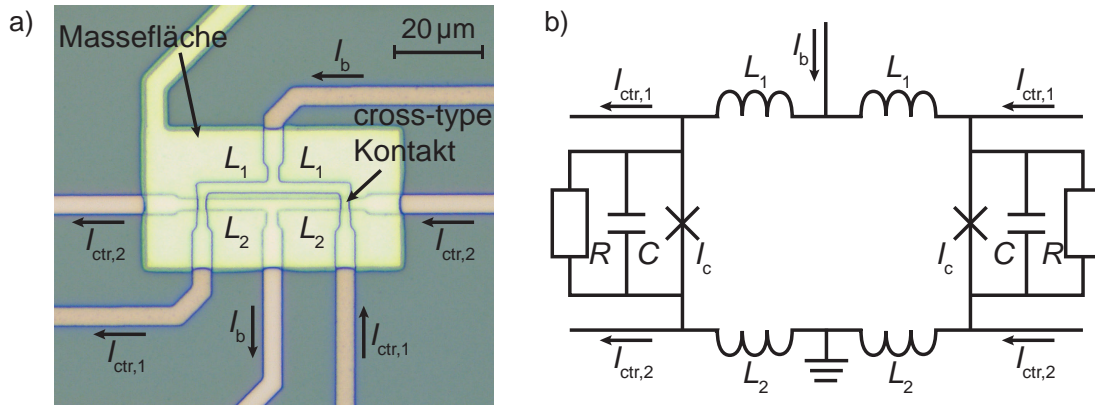 a)
Massefläche
20 µm
I_b
cross-type
Kontakt
L_1
L_1
L_2
L_2
I_ctr,2
I_ctr,2
I_b
I_ctr,1
I_ctr,1
b)
I_b
L_1
L_1
I_ctr,1
I_ctr,1
R
C
I_c
I_c
C
R
I_ctr,2
L_2
L_2
I_ctr,2